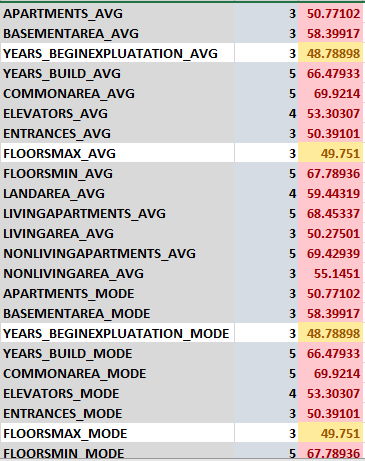 APARTMENTS_AVG 3 50.77102
BASEMENTAREA_AVG 3 58.39917
YEARS_BEGINEXPLUATATION_AVG 3 48.78898
YEARS_BUILD_AVG 5 66.47933
COMMONAREA_AVG 5 69.9214
ELEVATORS_AVG 4 53.30307
ENTRANCES_AVG 3 50.39101
FLOORSMAX_AVG 3 49.751
FLOORSMIN_AVG 5 67.78936
LANDAREA_AVG 4 59.44319
LIVINGAPARTMENTS_AVG 5 68.45337
LIVINGAREA_AVG 3 50.27501
NONLIVINGAPARTMENTS_AVG 5 69.42939
NONLIVINGAREA_AVG 3 55.1451
APARTMENTS_MODE 3 50.77102
BASEMENTAREA_MODE 3 58.39917
YEARS_BEGINEXPLUATATION_MODE 3 48.78898
YEARS_BUILD_MODE 5 66.47933
COMMONAREA_MODE 5 69.9214
ELEVATORS_MODE 4 53.30307
ENTRANCES_MODE 3 50.39101
FLOORSMAX_MODE 3 49.751
FLOORSMIN_MODE 5 67.78936